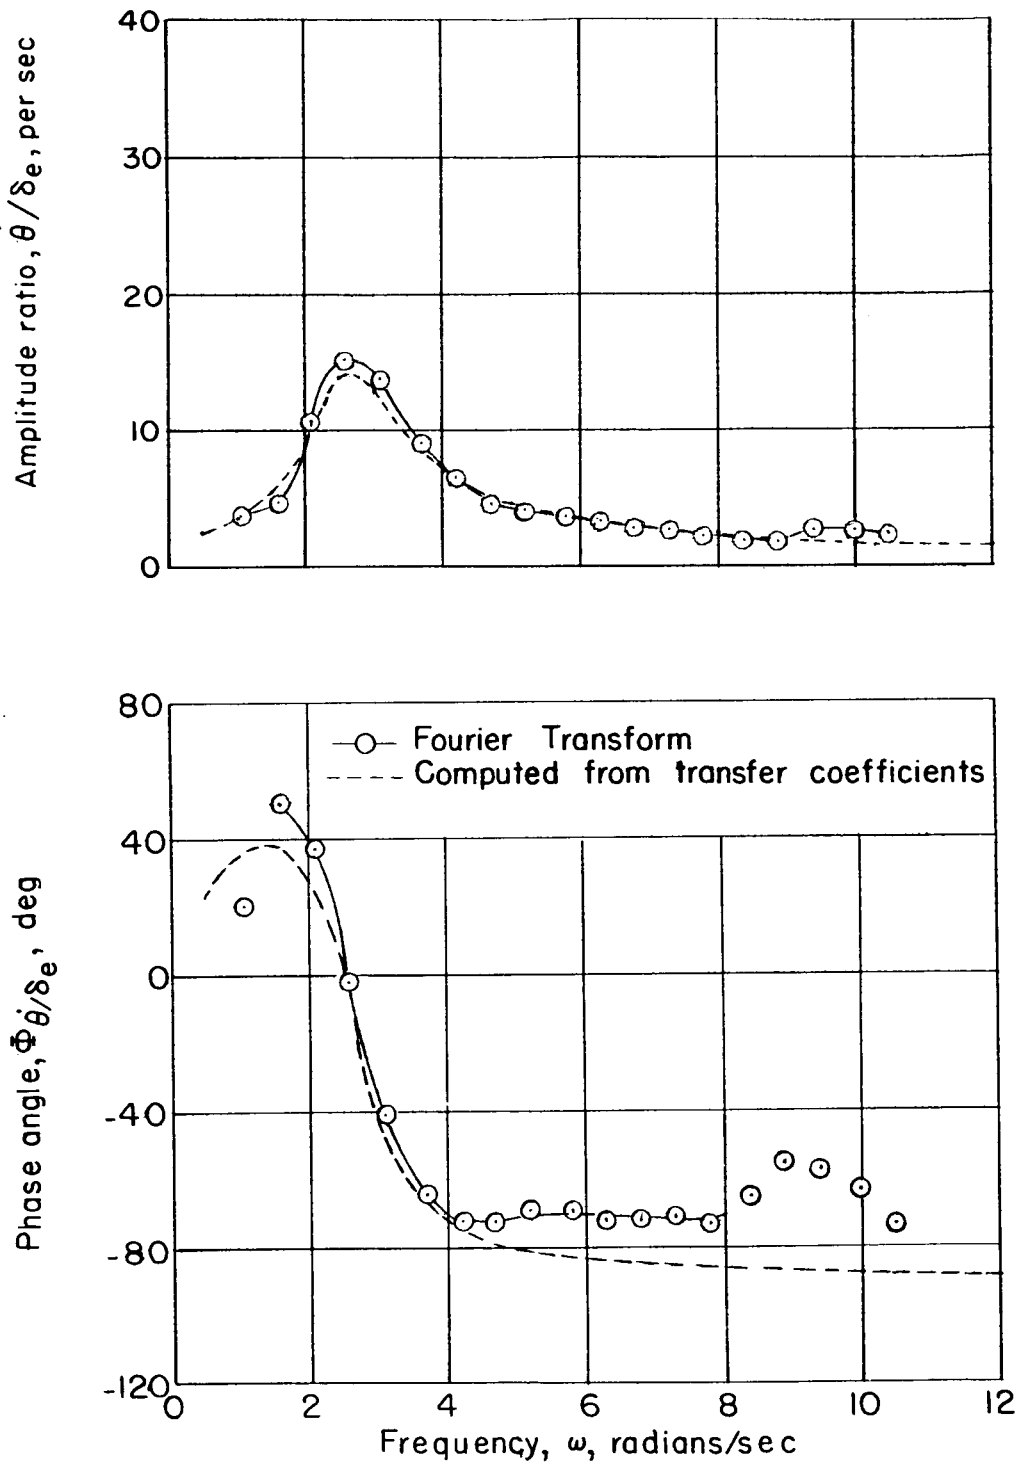 40
30
20
10
0
Amplitude ratio, θ̇/δe, per sec
80
40
0
-40
-80
-120
Phase angle, Φθ̇/δe, deg
Fourier Transform
Computed from transfer coefficients
0 2 4 6 8 10 12
Frequency, ω, radians/sec